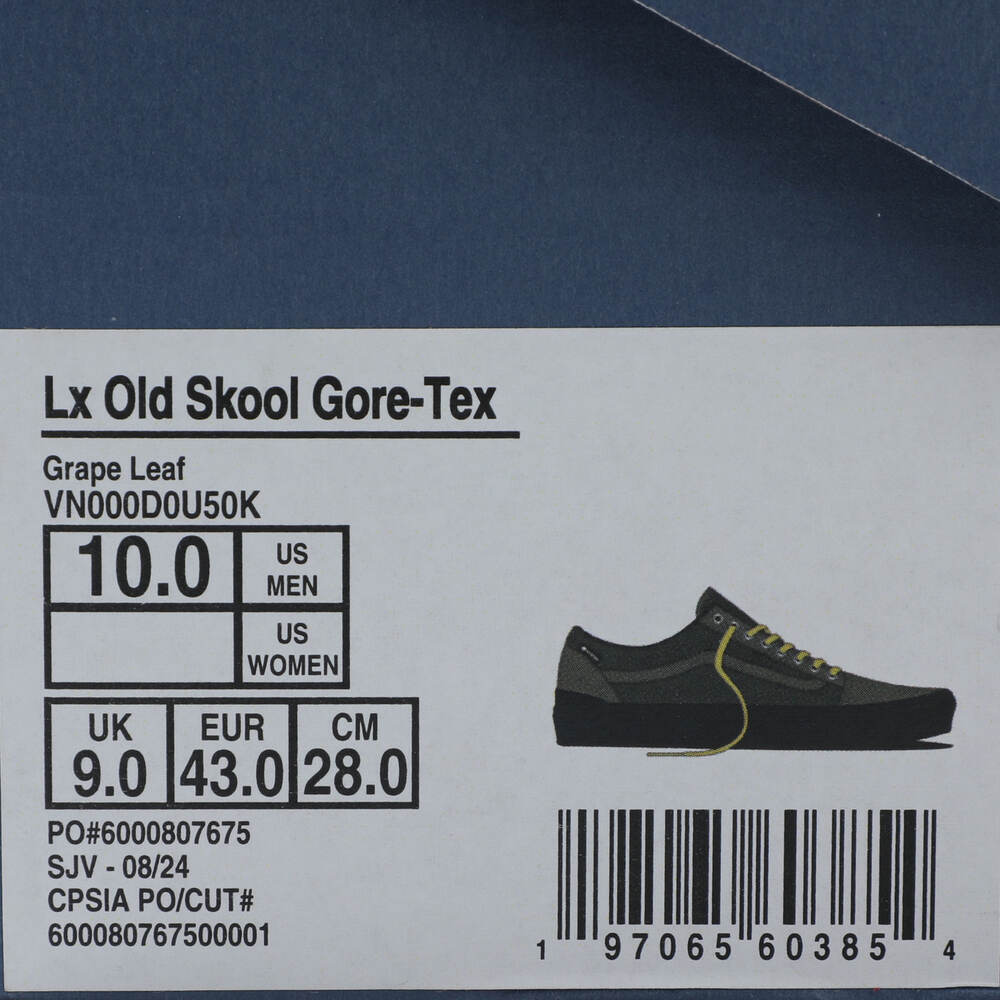 Lx Old Skool Gore-Tex
Grape Leaf
VN000D0U50K
10.0 US MEN
US WOMEN
UK EUR CM
9.0 43.0 28.0
PO#6000807675
SJV - 08/24
CPSIA PO/CUT#
600080767500001
1 97065 60385 4